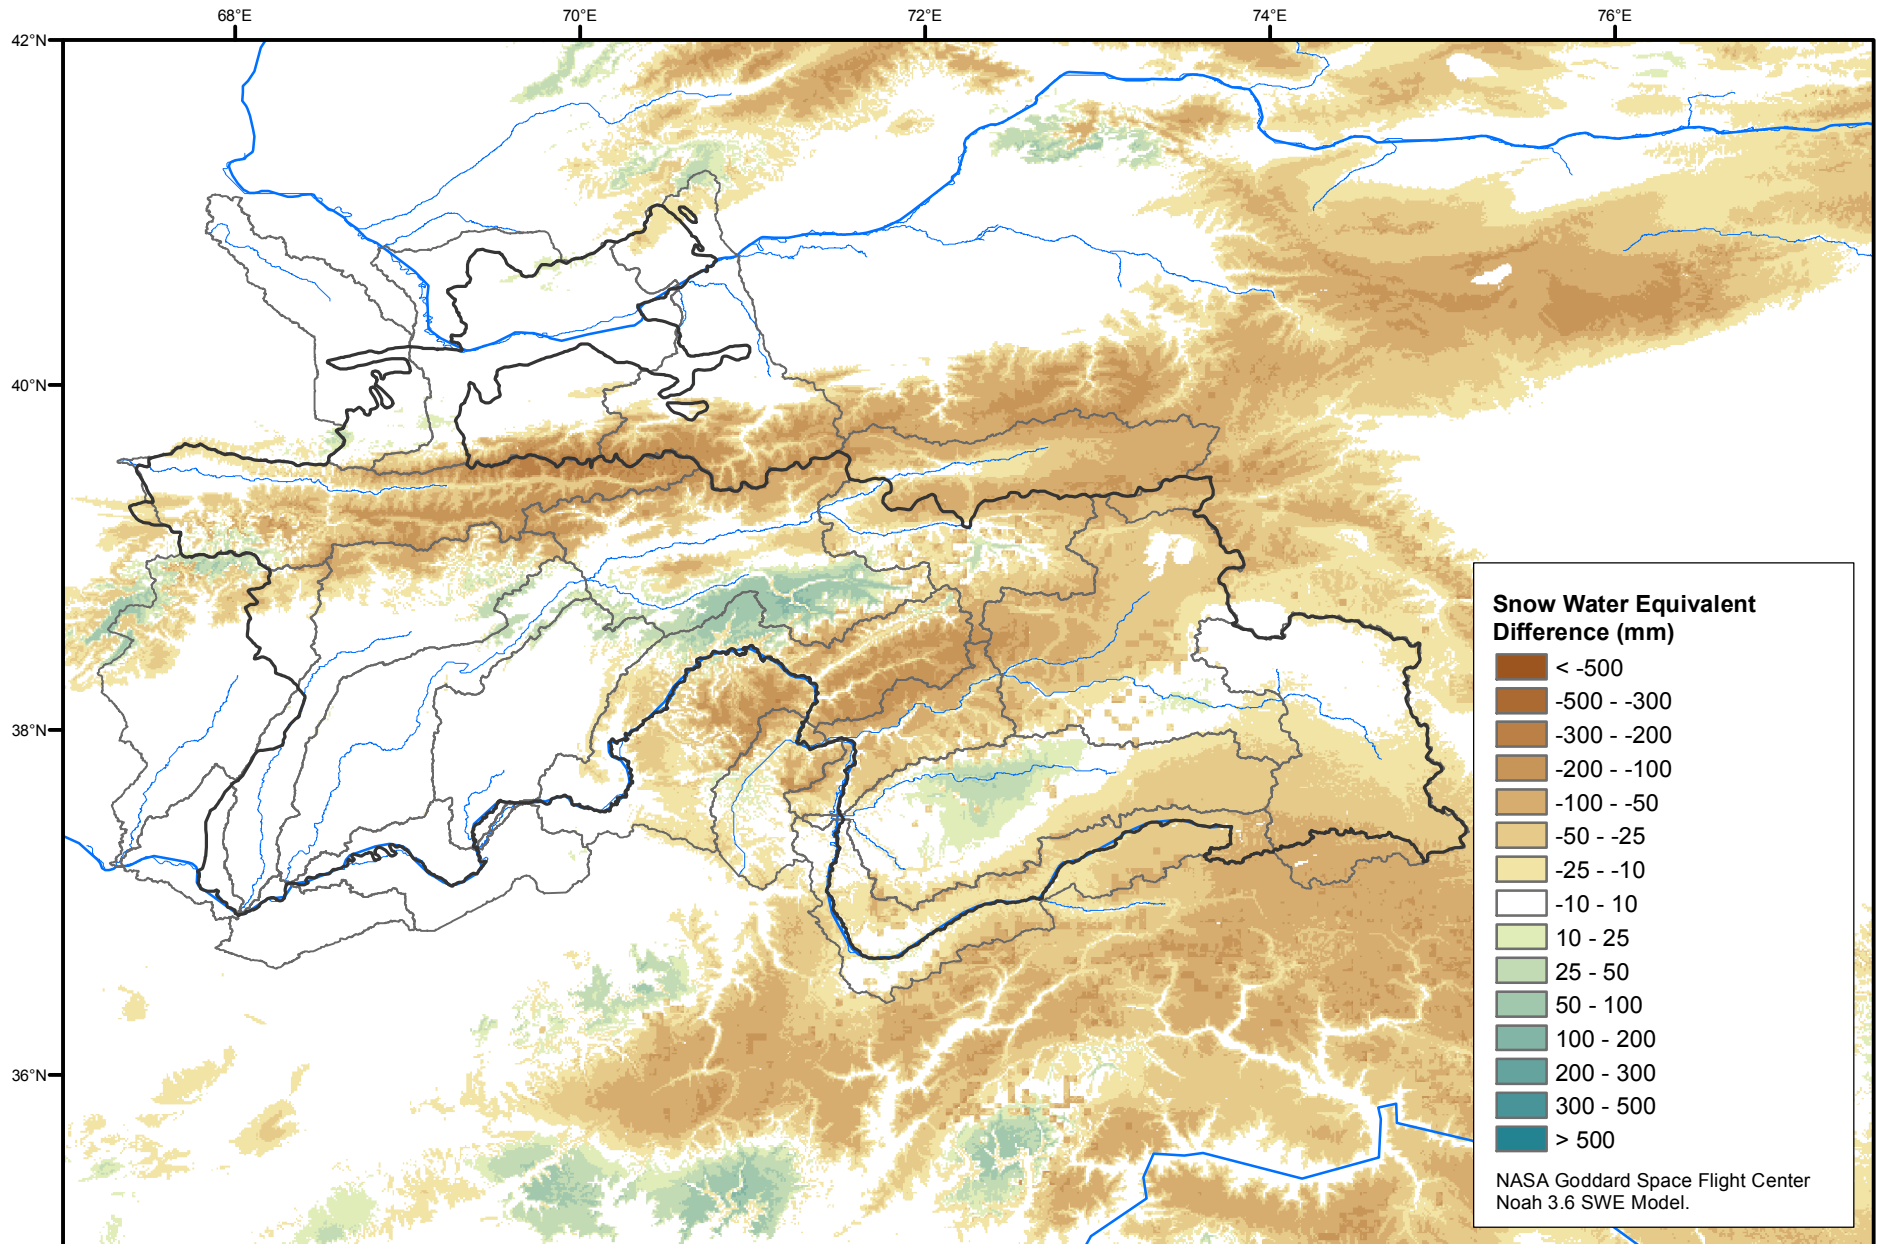 68°E 70°E 72°E 74°E 76°E
42°N
40°N
38°N
36°N
Snow Water Equivalent
Difference (mm)
< -500
-500 - -300
-300 - -200
-200 - -100
-100 - -50
-50 - -25
-25 - -10
-10 - 10
10 - 25
25 - 50
50 - 100
100 - 200
200 - 300
300 - 500
> 500
NASA Goddard Space Flight Center
Noah 3.6 SWE Model.